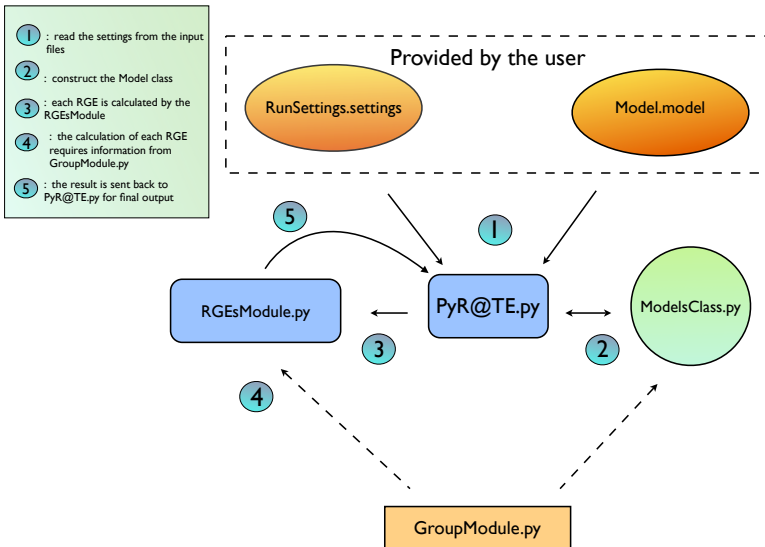 1 : read the settings from the input
files
2 : construct the Model class
3 : each RGE is calculated by the
RGEsModule
4 : the calculation of each RGE
requires information from
GroupModule.py
5 : the result is sent back to
PyR@TE.py for final output
Provided by the user
RunSettings.settings
Model.model
5
1
RGEsModule.py
PyR@TE.py
ModelsClass.py
3
2
4
GroupModule.py